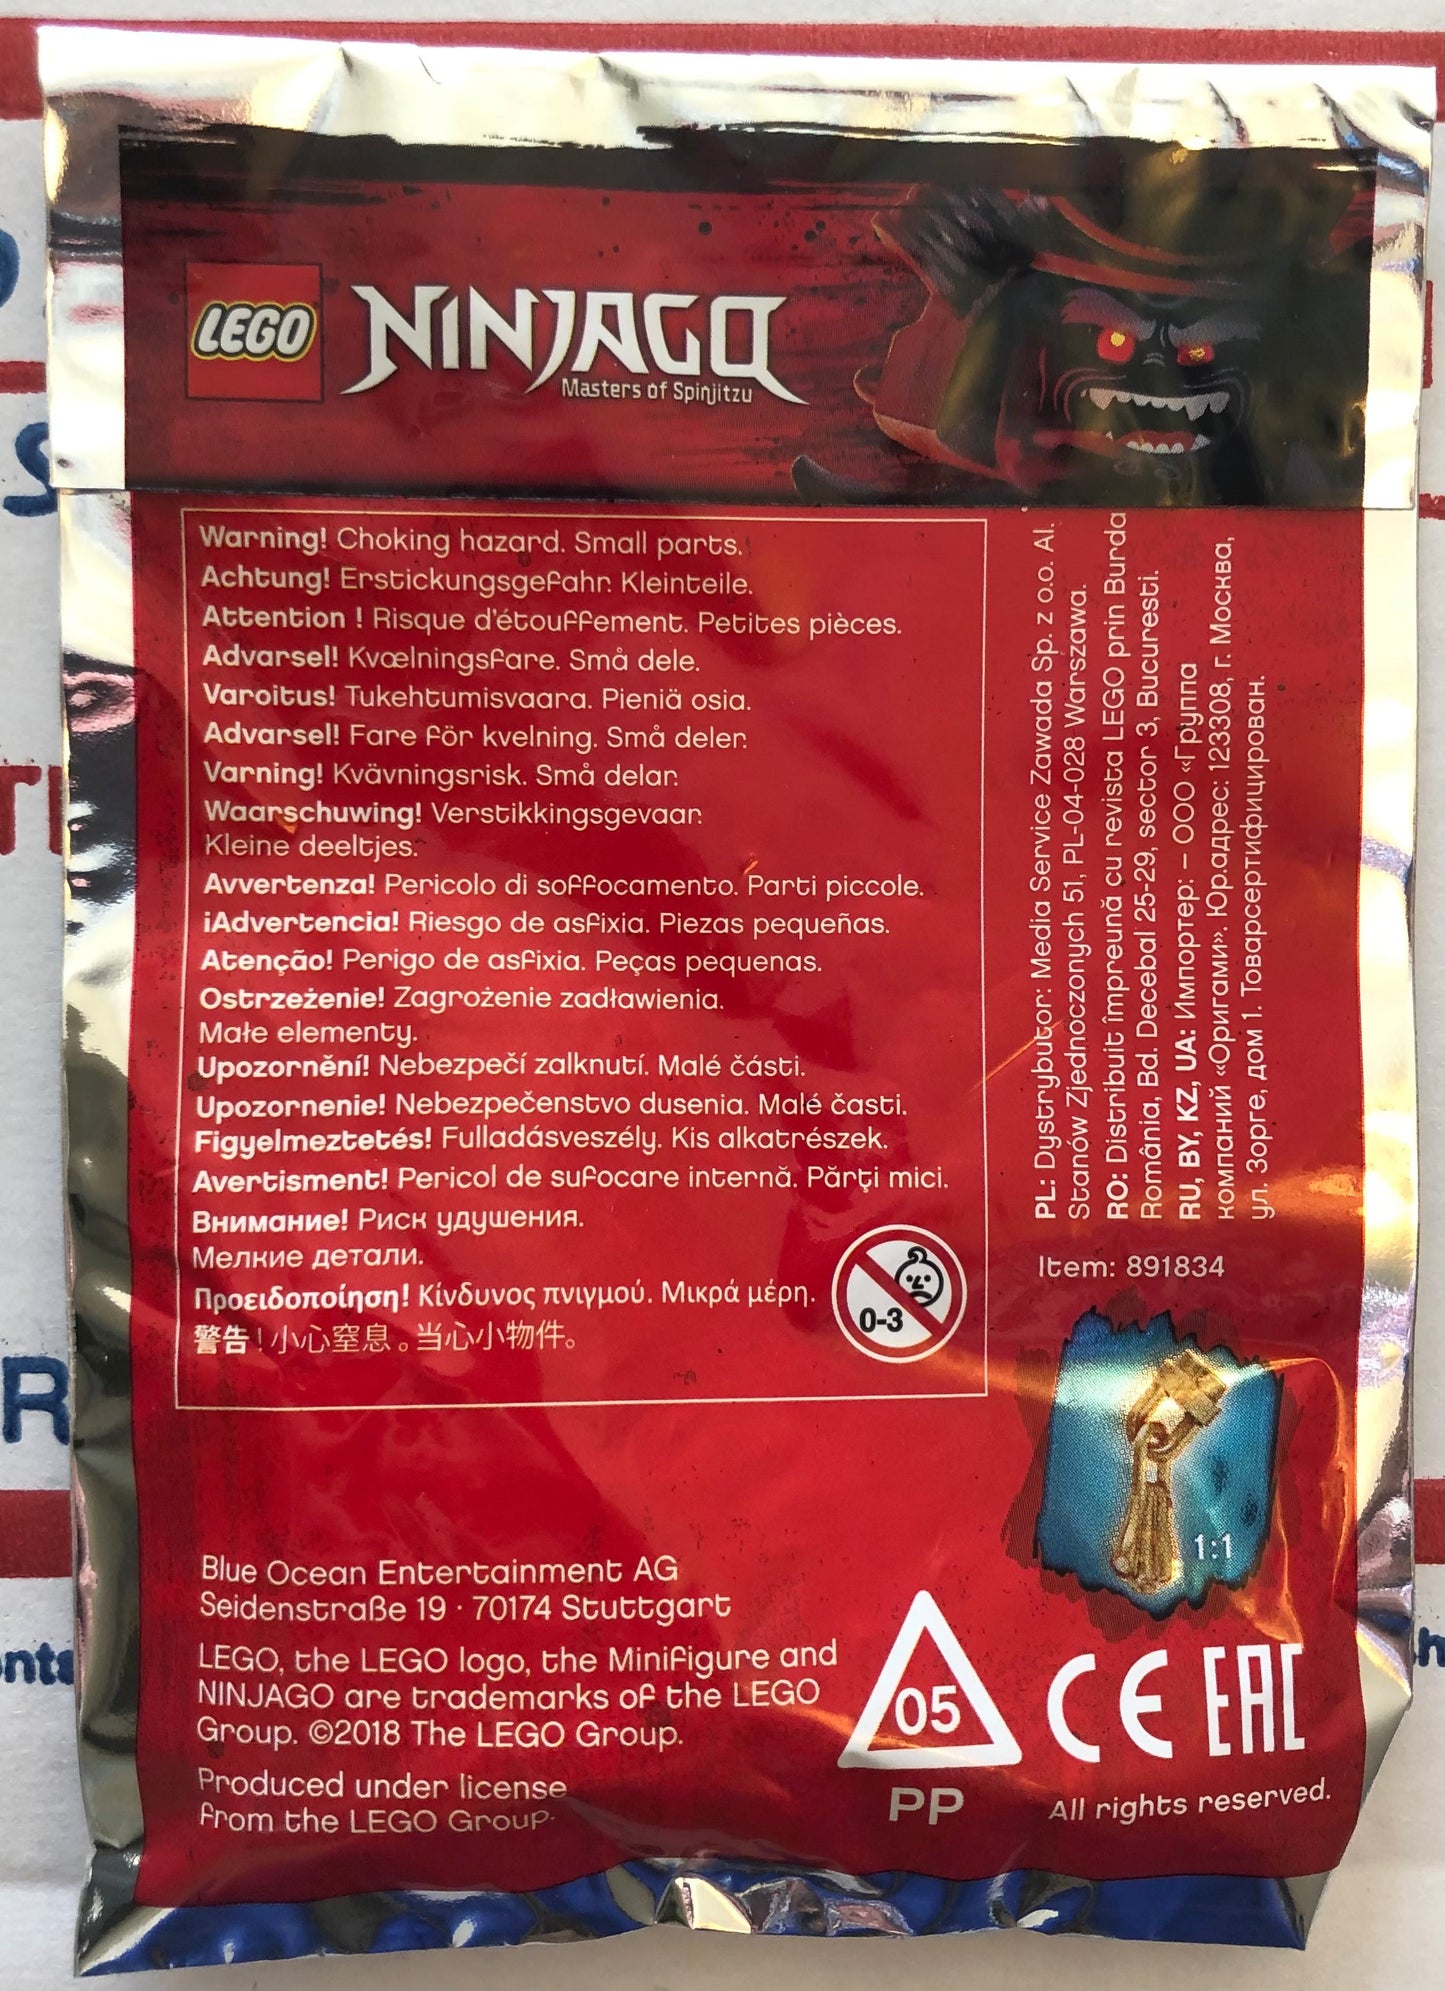 LEGO NINJAGO
Masters of Spinjitzu
Warning! Choking hazard. Small parts.
Achtung! Erstickungsgefahr. Kleinteile.
Attention ! Risque d'étouffement. Petites pièces.
Advarsel! Kvælningsfare. Små dele.
Varoitus! Tukehtumisvaara. Pieniä osia.
Advarsel! Fare för kvelning. Små deler.
Varning! Kvävningsrisk. Små delar.
Waarschuwing! Verstikkingsgevaar.
Kleine deeltjes.
Avvertenza! Pericolo di soffocamento. Parti piccole.
¡Advertencia! Riesgo de asfixia. Piezas pequeñas.
Atenção! Perigo de asfixia. Peças pequenas.
Ostrzeżenie! Zagrożenie zadławienia.
Małe elementy.
Upozornění! Nebezpečí zalknutí. Malé části.
Upozornenie! Nebezpečenstvo dusenia. Malé časti.
Figyelmeztetés! Fulladásveszély. Kis alkatrészek.
Avertisment! Pericol de sufocare internă. Părți mici.
Внимание! Риск удушения.
Мелкие детали.
Προειδοποίηση! Κίνδυνος πνιγμού. Μικρά μέρη.
警告!小心窒息。当心小物件。
0-3
PL: Dystrybutor: Media Service Zawada Sp. z o.o. Al.
Stanów Zjednoczonych 51, PL-04-028 Warszawa.
RO: Distribuit împreună cu revista LEGO prin Burda
România, Bd. Decebal 25-29, sector 3, Bucuresti.
RU, BY, KZ, UA: Импортер: – ООО «Группа
компаний «Оригами». Юр.адрес: 123308, г. Москва,
ул. Зорге, дом 1. Товарсертифицирован.
Item: 891834
1:1
Blue Ocean Entertainment AG
Seidenstraße 19 · 70174 Stuttgart
LEGO, the LEGO logo, the Minifigure and
NINJAGO are trademarks of the LEGO
Group. ©2018 The LEGO Group.
Produced under license
from the LEGO Group.
05
PP
CE EAC
All rights reserved.